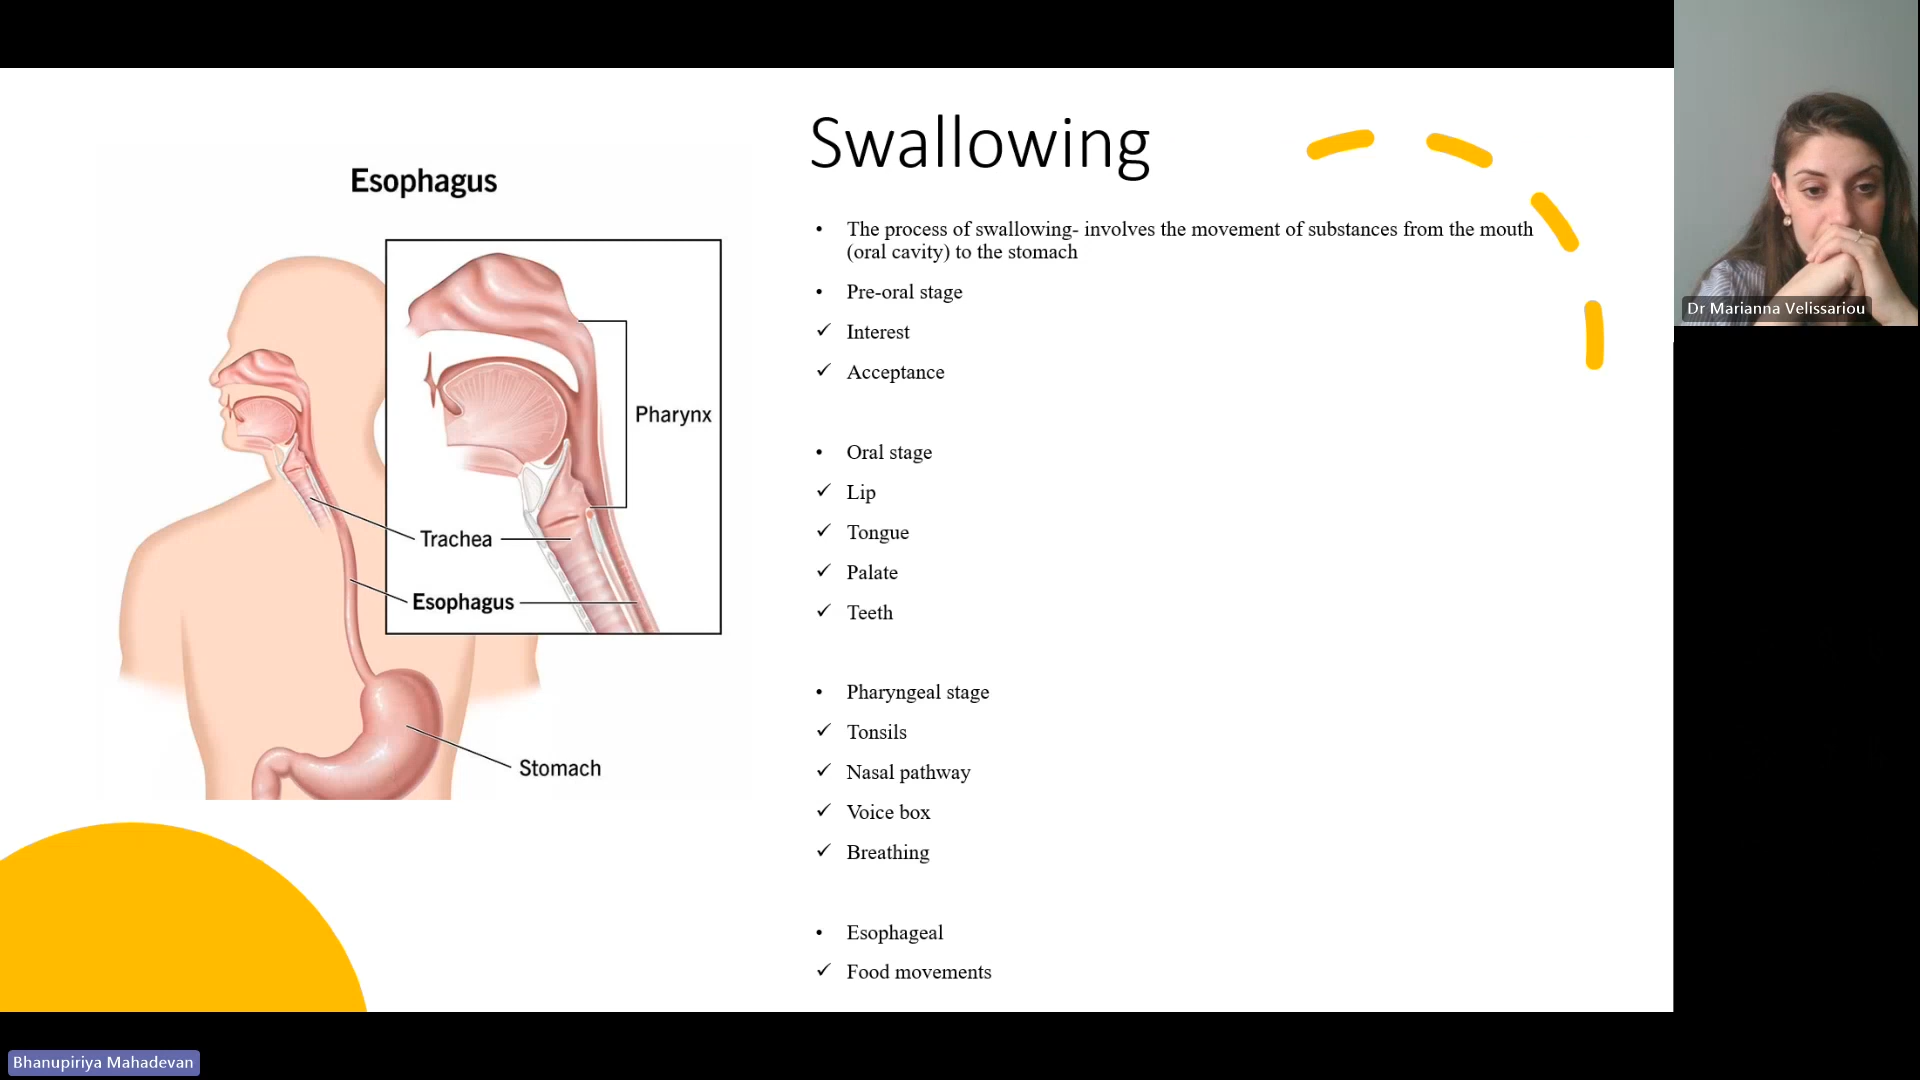 Swallowing
Esophagus
Pharynx
Trachea
Esophagus
Stomach
• The process of swallowing- involves the movement of substances from the mouth
(oral cavity) to the stomach
• Pre-oral stage
✓ Interest
✓ Acceptance
• Oral stage
✓ Lip
✓ Tongue
✓ Palate
✓ Teeth
• Pharyngeal stage
✓ Tonsils
✓ Nasal pathway
✓ Voice box
✓ Breathing
• Esophageal
✓ Food movements
Dr Marianna Velissariou
Bhanupiriya Mahadevan